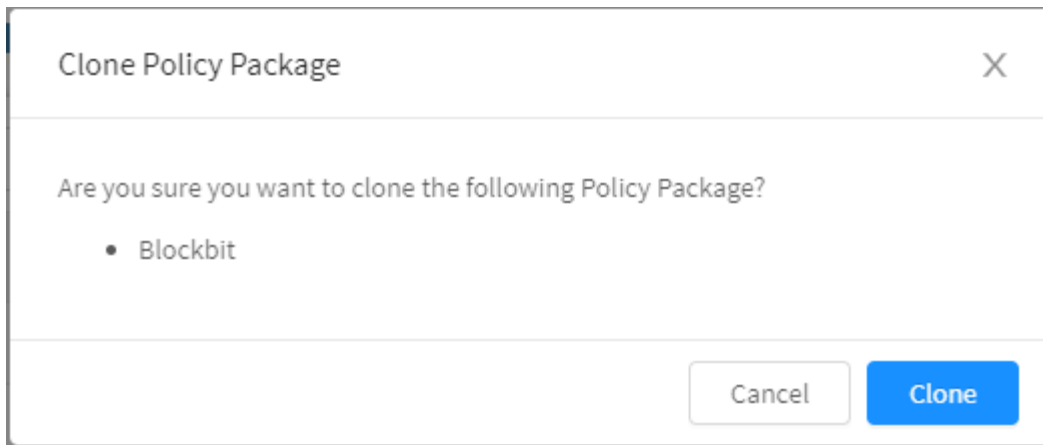 Clone Policy Package
X
Are you sure you want to clone the following Policy Package?
• Blockbit
Cancel
Clone